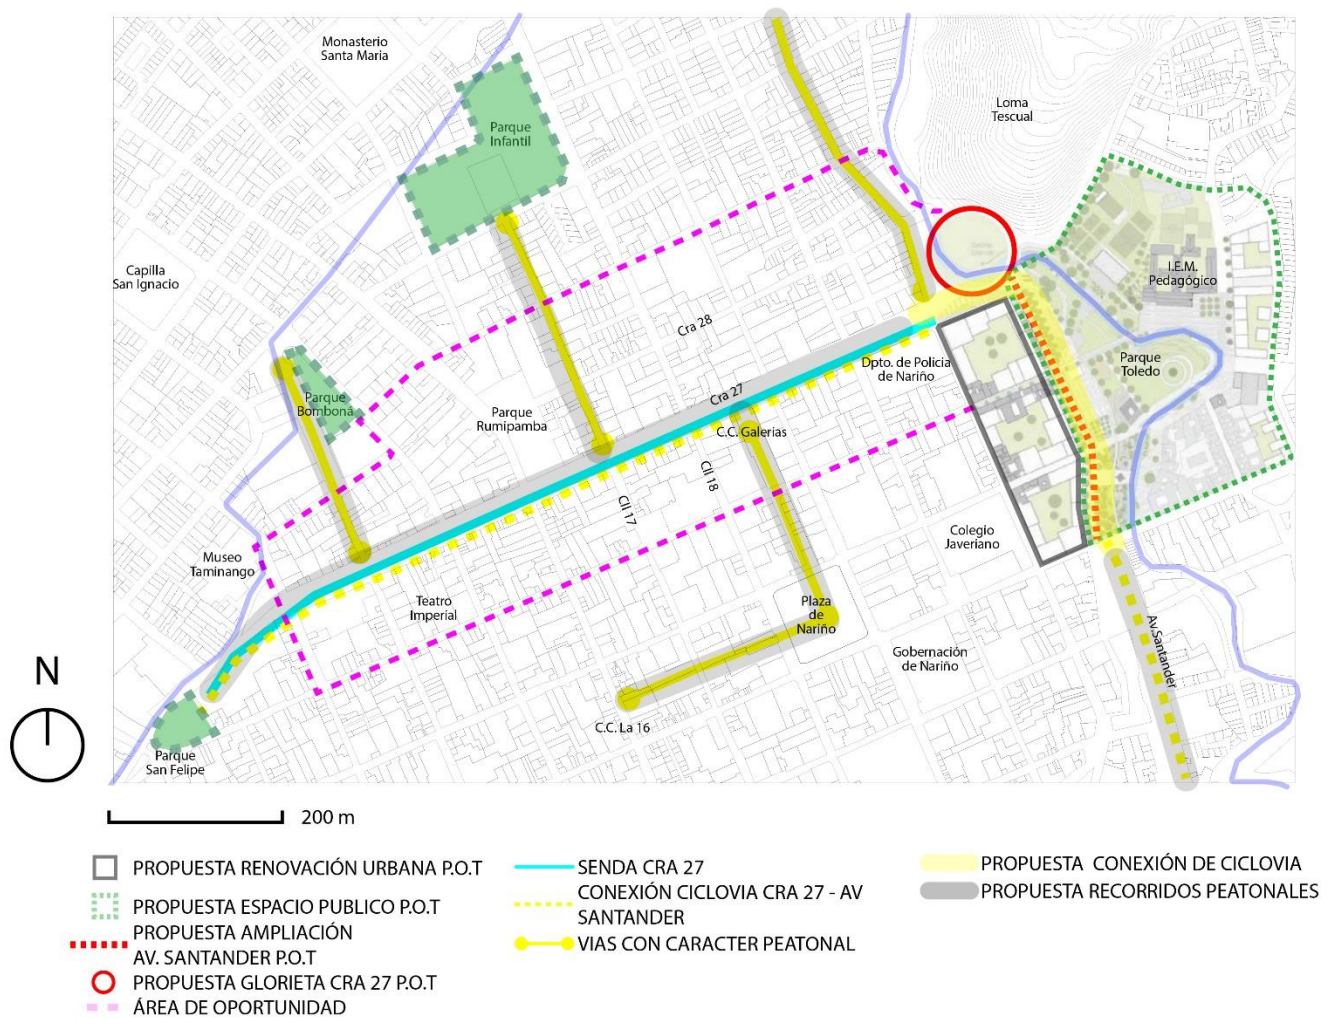 Monasterio
Santa Maria
Parque
Infantil
Loma
Tescual
Capilla
San Ignacio
I.E.M.
Pedagógico
Cra 28
Parque
Toledo
Dpto. de Policia
de Nariño
Cra 27
Parque
Bomboná
Parque
Rumipamba
C.C. Galerias
Cll 18
Cll 17
Colegio
Javeriano
Museo
Taminango
Teatro
Imperial
Plaza
de
Nariño
Gobernación
de Nariño
Av.Santander
N
C.C. La 16
Parque
San Felipe
200 m
PROPUESTA RENOVACIÓN URBANA P.O.T
PROPUESTA ESPACIO PUBLICO P.O.T
PROPUESTA AMPLIACIÓN
AV. SANTANDER P.O.T
PROPUESTA GLORIETA CRA 27 P.O.T
ÁREA DE OPORTUNIDAD
SENDA CRA 27
CONEXIÓN CICLOVIA CRA 27 - AV
SANTANDER
VIAS CON CARACTER PEATONAL
PROPUESTA CONEXIÓN DE CICLOVIA
PROPUESTA RECORRIDOS PEATONALES